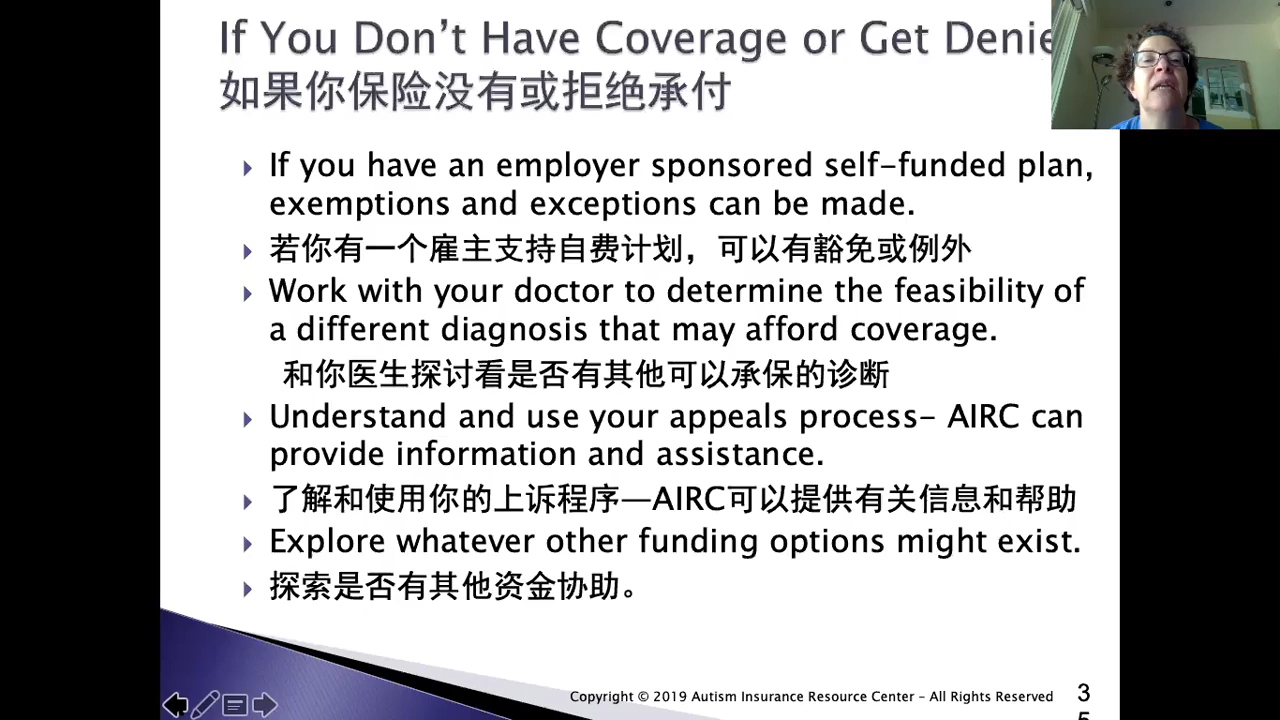 If You Don't Have Coverage or Get Denie
如果你保险没有或拒绝承付
If you have an employer sponsored self-funded plan,
exemptions and exceptions can be made.
若你有一个雇主支持自费计划，可以有豁免或例外
Work with your doctor to determine the feasibility of
a different diagnosis that may afford coverage.
和你医生探讨看是否有其他可以承保的诊断
Understand and use your appeals process- AIRC can
provide information and assistance.
了解和使用你的上诉程序—AIRC可以提供有关信息和帮助
Explore whatever other funding options might exist.
探索是否有其他资金协助。
Copyright © 2019 Autism Insurance Resource Center - All Rights Reserved
3
5